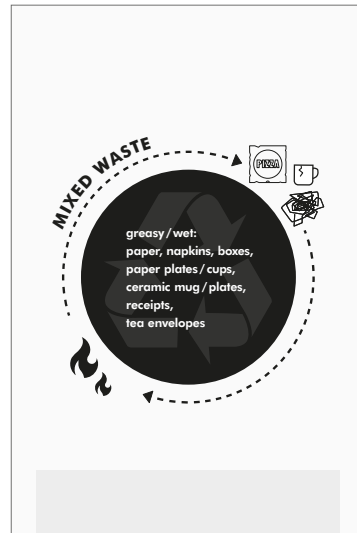 MIXED WASTE
PIZZA
greasy/wet:
paper, napkins, boxes,
paper plates/cups,
ceramic mug/plates,
receipts,
tea envelopes